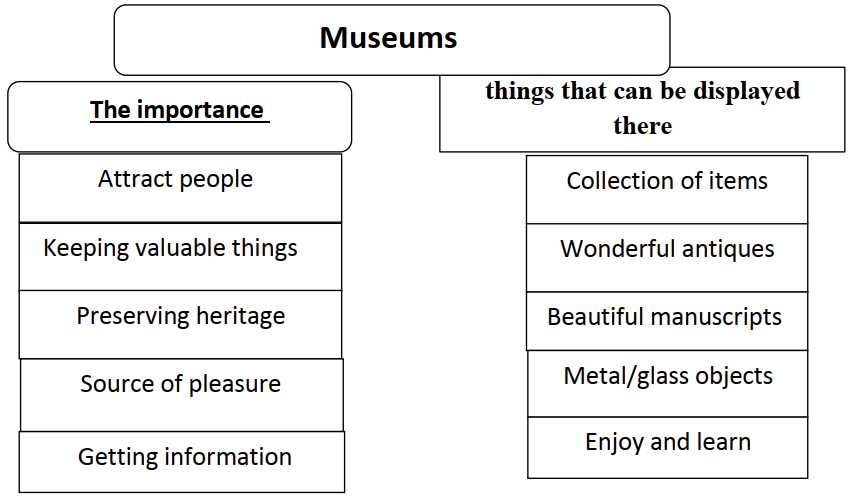 Museums
The importance
Attract people
Keeping valuable things
Preserving heritage
Source of pleasure
Getting information
things that can be displayed
there
Collection of items
Wonderful antiques
Beautiful manuscripts
Metal/glass objects
Enjoy and learn